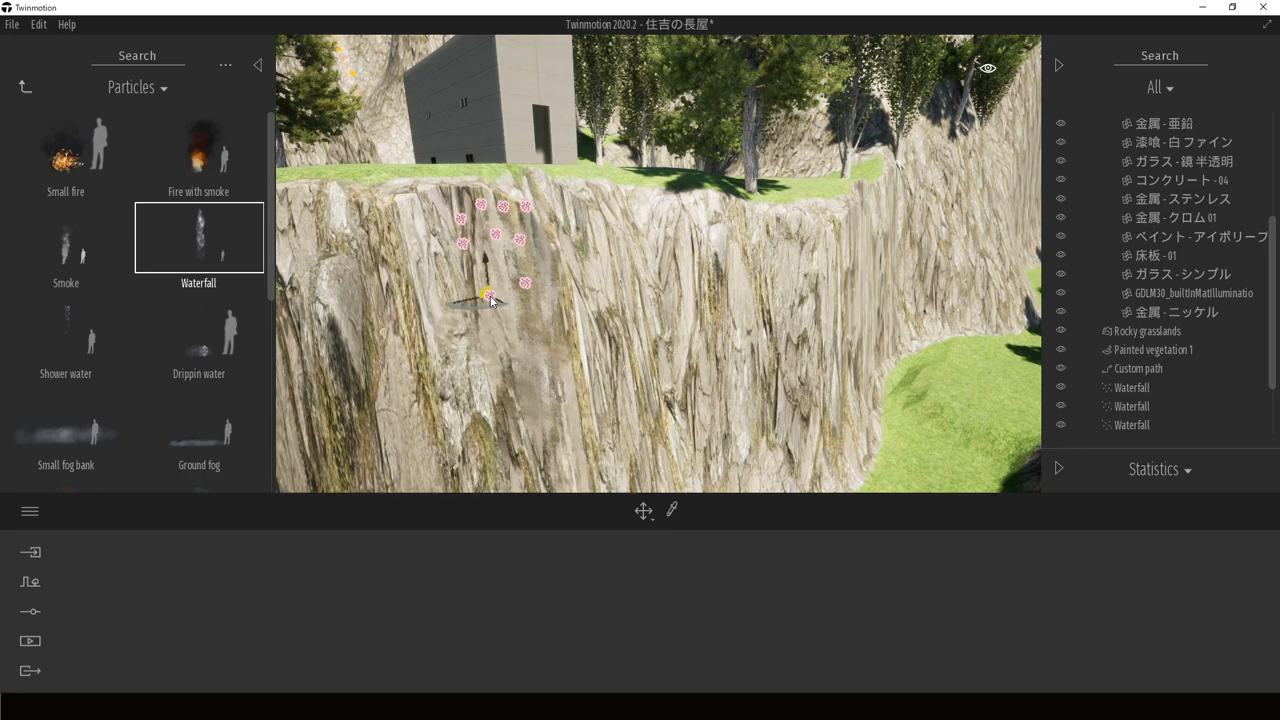 Twinmotion
File Edit Help
Twinmotion 2020.2 - 住吉の長屋*
Search
...
Particles
Small fire
Fire with smoke
Smoke
Waterfall
Shower water
Drippin water
Small fog bank
Ground fog
Search
All
金属 - 亜鉛
漆喰 - 白 ファイン
ガラス - 鏡 半透明
コンクリート - 04
金属 - ステンレス
金属 - クロム 01
ペイント - アイボリーフ
床板 - 01
ガラス - シンプル
GDLM30_builtInMatIlluminatio
金属 - ニッケル
Rocky grasslands
Painted vegetation 1
Custom path
Waterfall
Waterfall
Waterfall
Statistics